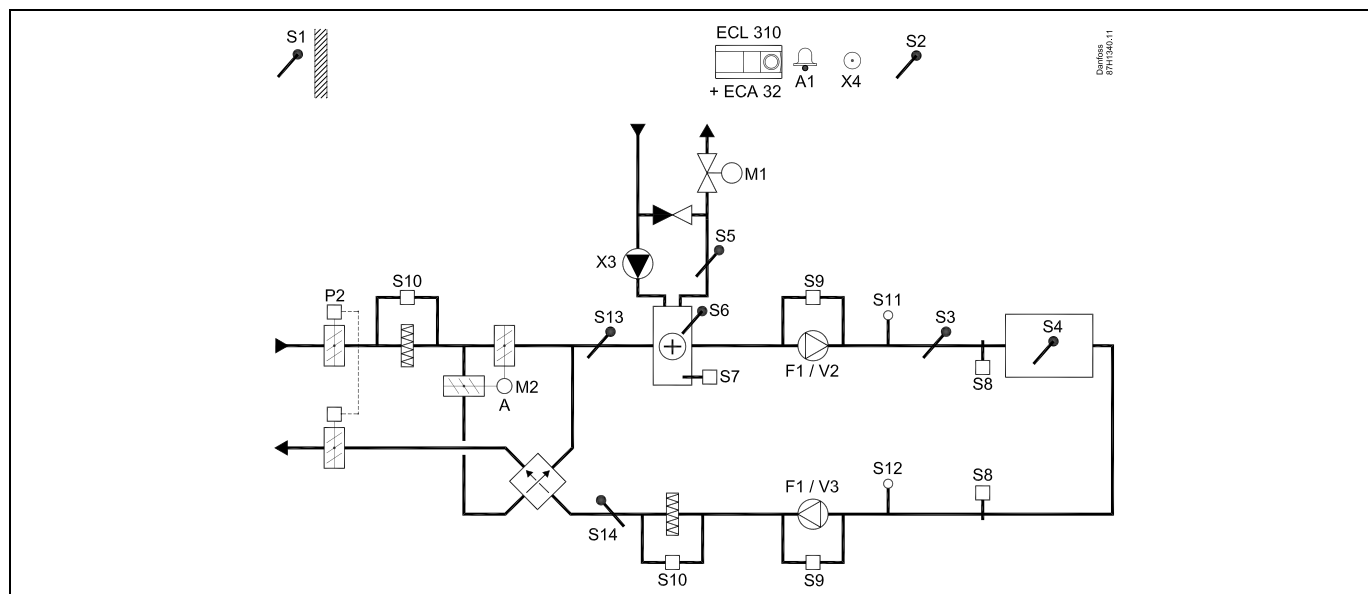 S1
ECL 310
+ ECA 32
A1
X4
S2
Danfoss
87H1340.11
M1
S5
X3
P2
S10
S13
S6
S9
S11
S3
S4
S7
F1 / V2
S8
M2
A
S14
S10
F1 / V3
S9
S12
S8